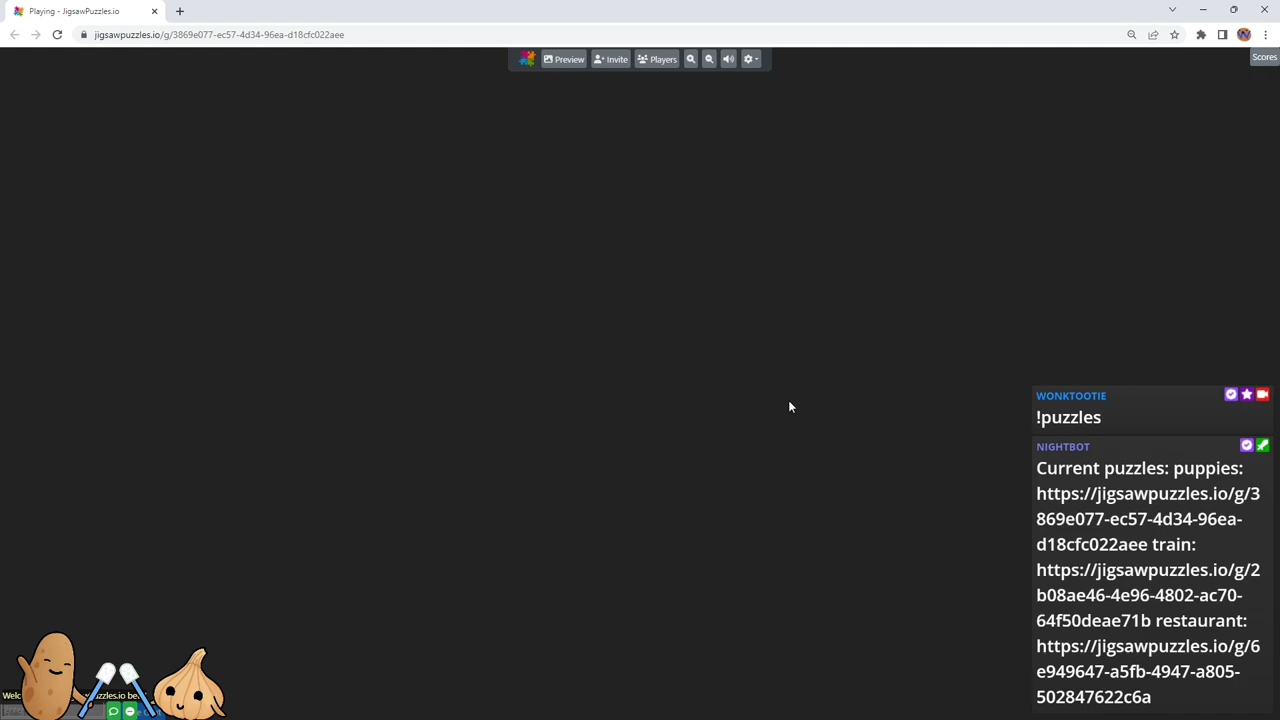 Playing - JigsawPuzzles.io
jigsawpuzzles.io/g/3869e077-ec57-4d34-96ea-d18cfc022aee
Preview
Invite
Players
Scores
WONKTOOTIE
!puzzles
NIGHTBOT
Current puzzles: puppies:
https://jigsawpuzzles.io/g/3
869e077-ec57-4d34-96ea-
d18cfc022aee train:
https://jigsawpuzzles.io/g/2
b08ae46-4e96-4802-ac70-
64f50deae71b restaurant:
https://jigsawpuzzles.io/g/6
e949647-a5fb-4947-a805-
502847622c6a